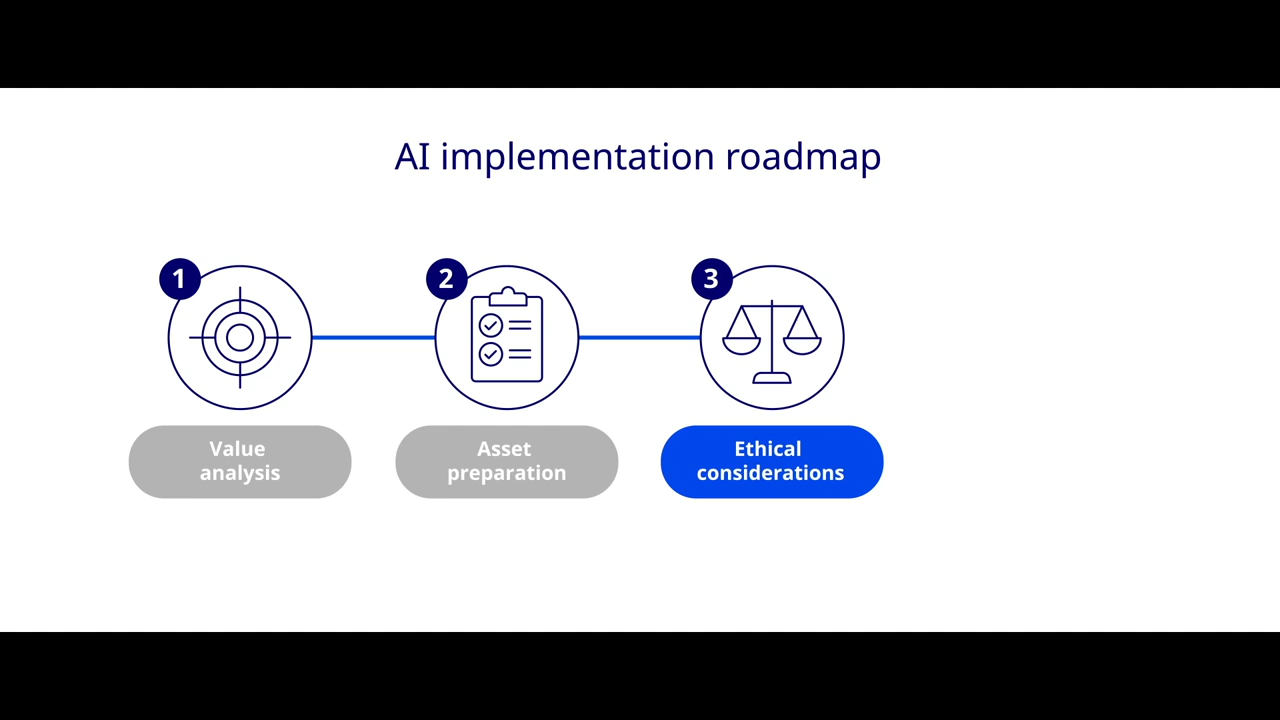 AI implementation roadmap
1
2
3
Value
analysis
Asset
preparation
Ethical
considerations